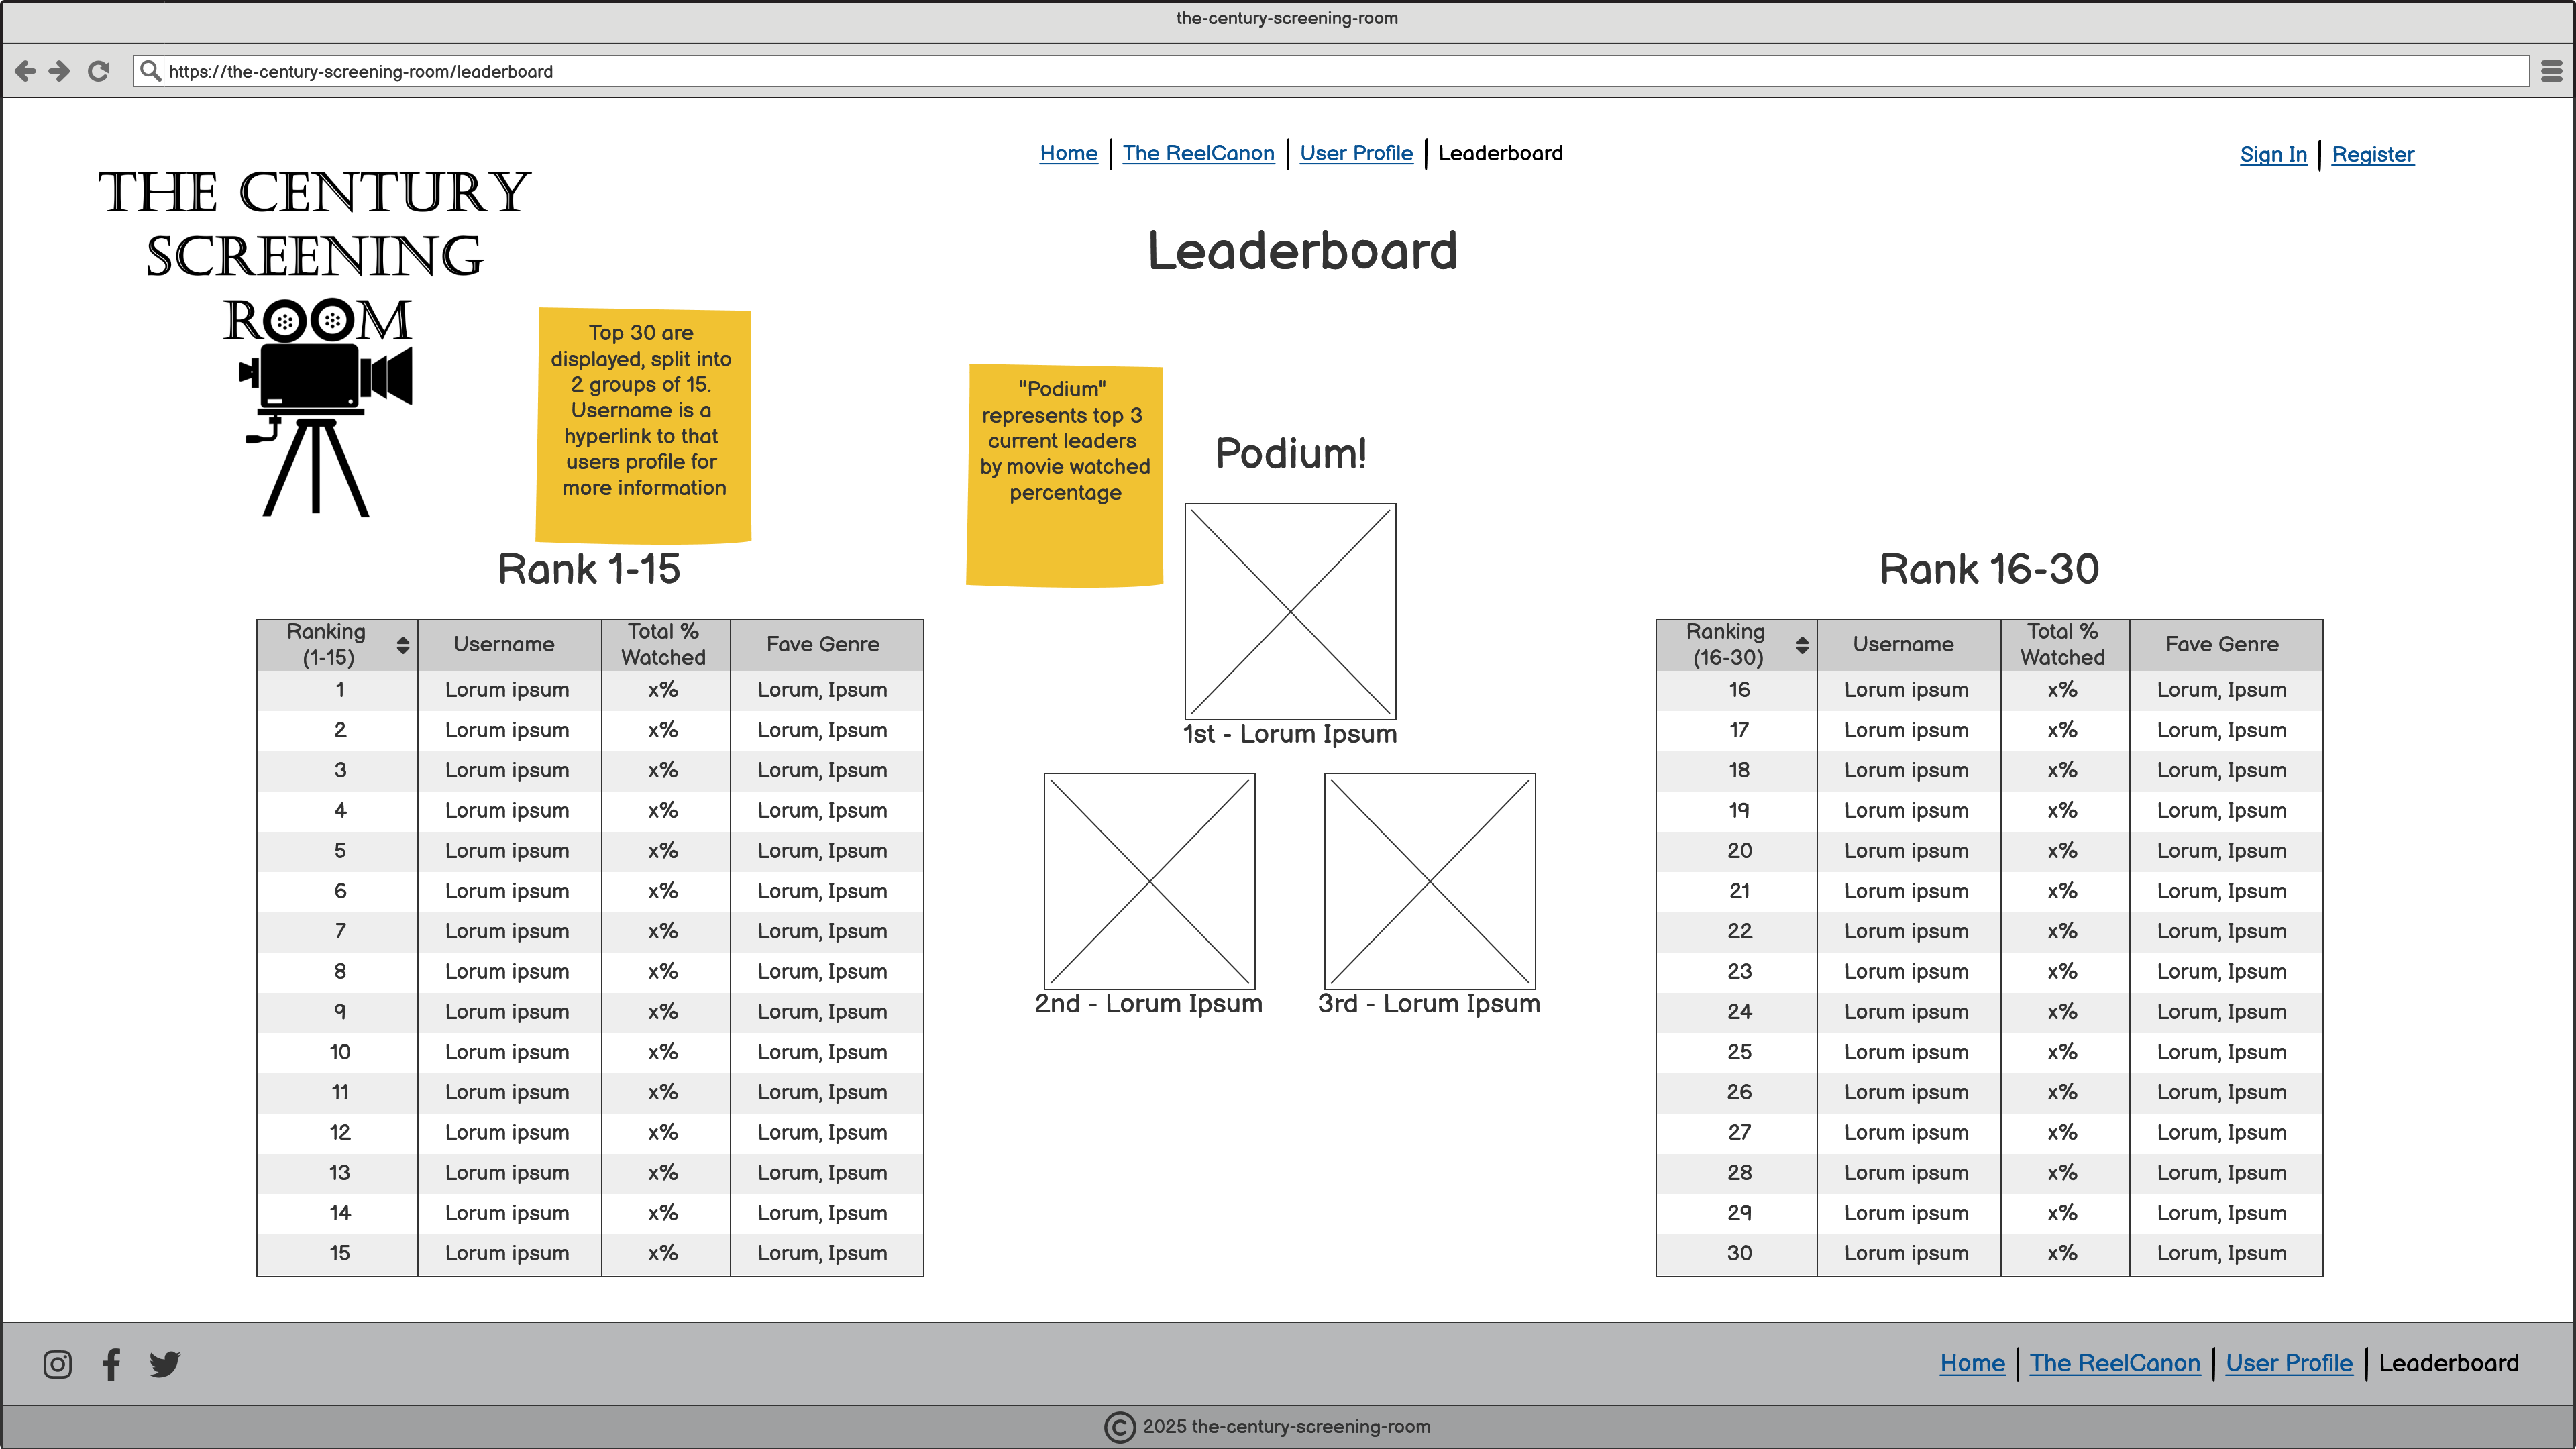 the-century-screening-room
https://the-century-screening-room/leaderboard
Home | The ReelCanon | User Profile | Leaderboard
Sign In | Register
THE CENTURY
SCREENING
ROOM
Leaderboard
Top 30 are
displayed, split into
2 groups of 15.
Username is a
hyperlink to that
users profile for
more information
"Podium"
represents top 3
current leaders
by movie watched
percentage
Podium!
1st - Lorum Ipsum
2nd - Lorum Ipsum
3rd - Lorum Ipsum
Rank 1-15
Ranking (1-15) Username Total % Watched Fave Genre
1 Lorum ipsum x% Lorum, Ipsum
2 Lorum ipsum x% Lorum, Ipsum
3 Lorum ipsum x% Lorum, Ipsum
4 Lorum ipsum x% Lorum, Ipsum
5 Lorum ipsum x% Lorum, Ipsum
6 Lorum ipsum x% Lorum, Ipsum
7 Lorum ipsum x% Lorum, Ipsum
8 Lorum ipsum x% Lorum, Ipsum
9 Lorum ipsum x% Lorum, Ipsum
10 Lorum ipsum x% Lorum, Ipsum
11 Lorum ipsum x% Lorum, Ipsum
12 Lorum ipsum x% Lorum, Ipsum
13 Lorum ipsum x% Lorum, Ipsum
14 Lorum ipsum x% Lorum, Ipsum
15 Lorum ipsum x% Lorum, Ipsum
Rank 16-30
Ranking (16-30) Username Total % Watched Fave Genre
16 Lorum ipsum x% Lorum, Ipsum
17 Lorum ipsum x% Lorum, Ipsum
18 Lorum ipsum x% Lorum, Ipsum
19 Lorum ipsum x% Lorum, Ipsum
20 Lorum ipsum x% Lorum, Ipsum
21 Lorum ipsum x% Lorum, Ipsum
22 Lorum ipsum x% Lorum, Ipsum
23 Lorum ipsum x% Lorum, Ipsum
24 Lorum ipsum x% Lorum, Ipsum
25 Lorum ipsum x% Lorum, Ipsum
26 Lorum ipsum x% Lorum, Ipsum
27 Lorum ipsum x% Lorum, Ipsum
28 Lorum ipsum x% Lorum, Ipsum
29 Lorum ipsum x% Lorum, Ipsum
30 Lorum ipsum x% Lorum, Ipsum
Home | The ReelCanon | User Profile | Leaderboard
© 2025 the-century-screening-room